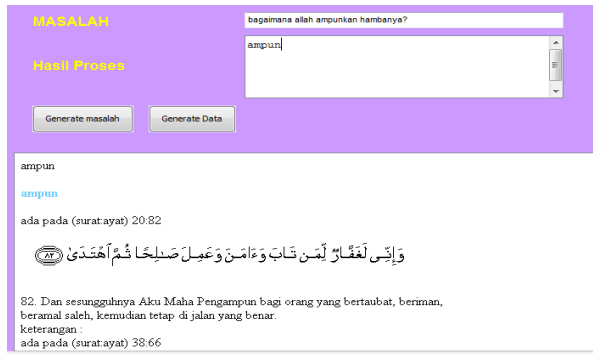 MASALAH
bagaimana allah ampunkan hambanya?
Hasil Proses
ampun
Generate masalah
Generate Data
ampun
ampun
ada pada (surat:ayat) 20:82
وَإِنِّى لَغَفَّارٌ لِّمَن تَابَ وَءَامَنَ وَعَمِلَ صَـٰلِحًا ثُمَّ ٱهْتَدَىٰ ﴿٨٢﴾
82. Dan sesungguhnya Aku Maha Pengampun bagi orang yang bertaubat, beriman,
beramal saleh, kemudian tetap di jalan yang benar.
keterangan :
ada pada (surat:ayat) 38:66